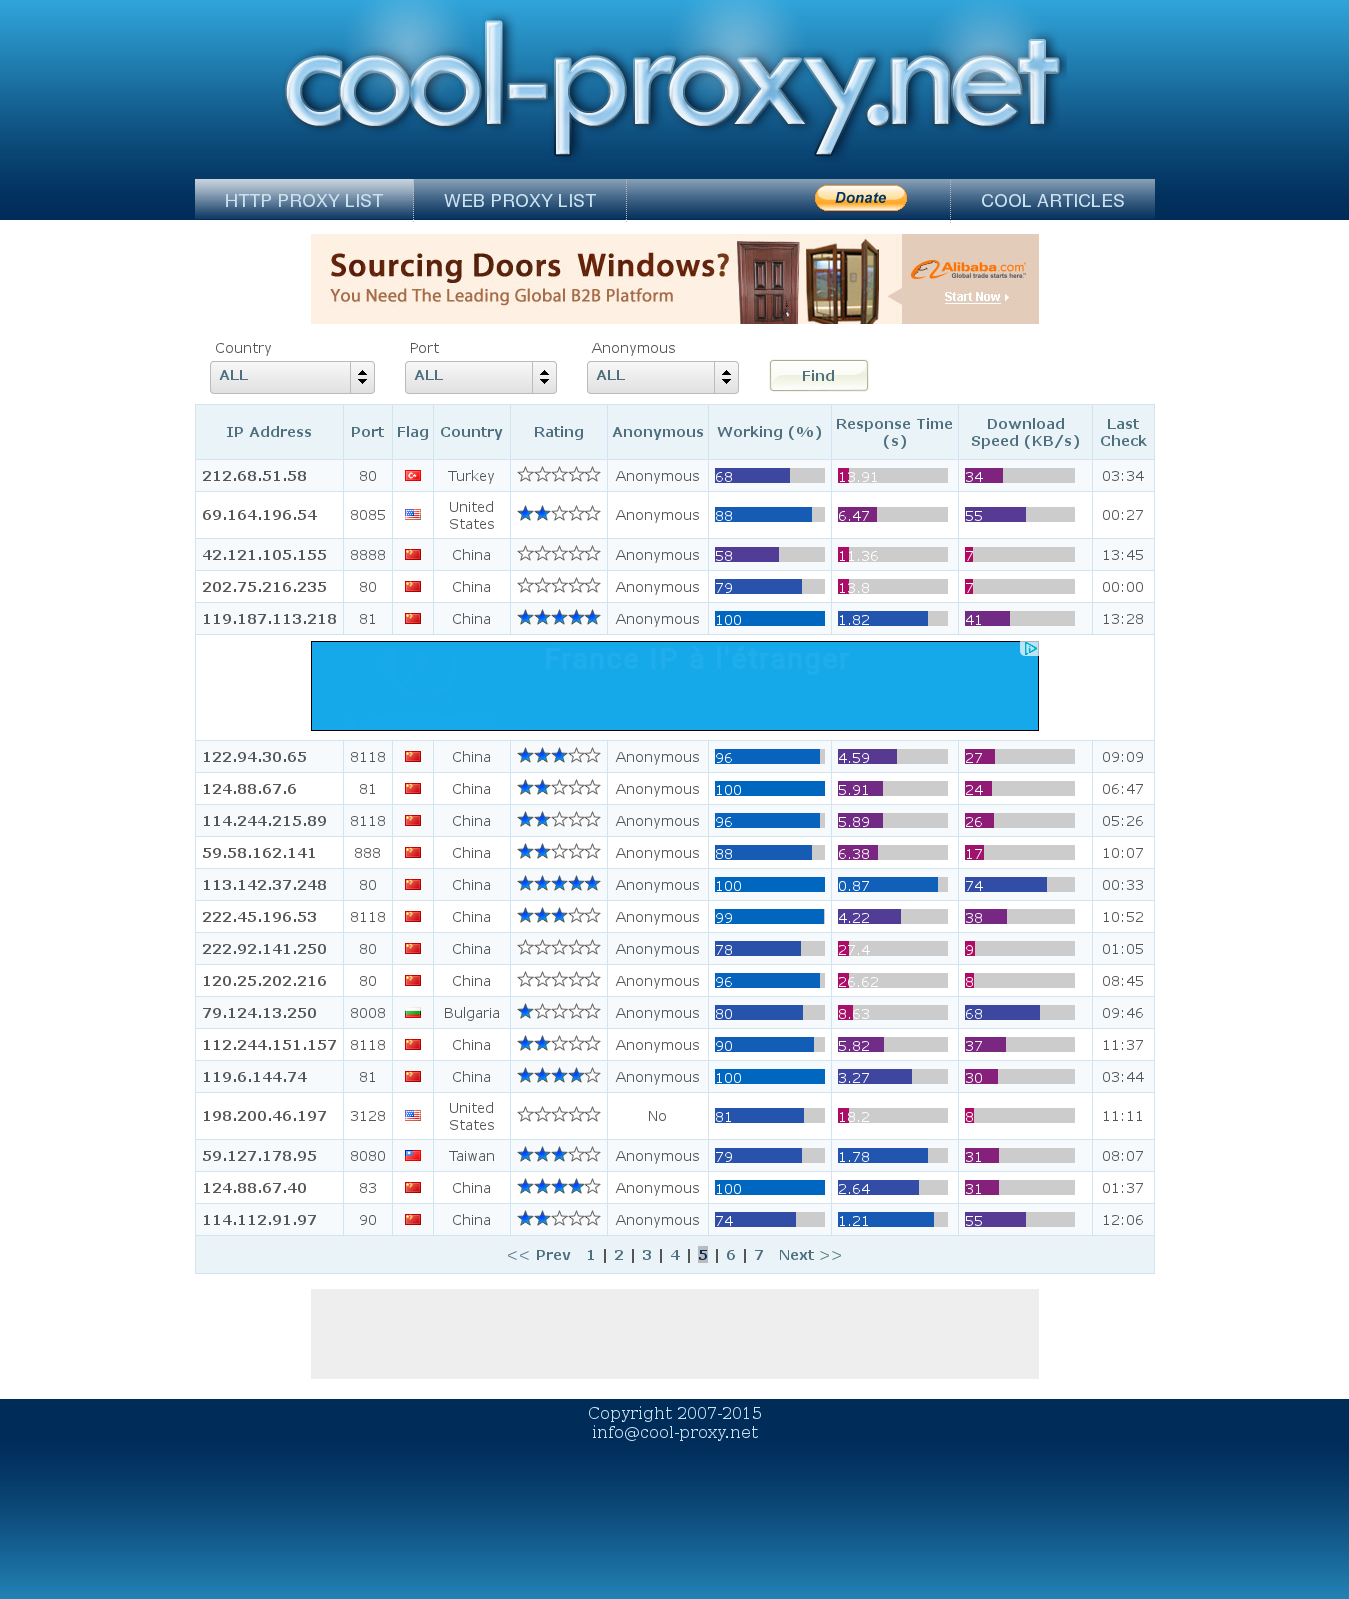 cool-proxy.net
HTTP PROXY LIST WEB PROXY LIST Donate COOL ARTICLES
Sourcing Doors Windows?
You Need The Leading Global B2B Platform
Alibaba.com
Global trade starts here.™
Start Now
Country Port Anonymous
ALL ALL ALL Find
IP Address Port Flag Country Rating Anonymous Working (%) Response Time (s) Download Speed (KB/s) Last Check
212.68.51.58 80 Turkey Anonymous 68 13.91 34 03:34
69.164.196.54 8085 United States Anonymous 88 6.47 55 00:27
42.121.105.155 8888 China Anonymous 58 11.36 7 13:45
202.75.216.235 80 China Anonymous 79 13.8 7 00:00
119.187.113.218 81 China Anonymous 100 1.82 41 13:28
France IP à l'étranger
122.94.30.65 8118 China Anonymous 96 4.59 27 09:09
124.88.67.6 81 China Anonymous 100 5.91 24 06:47
114.244.215.89 8118 China Anonymous 96 5.89 26 05:26
59.58.162.141 888 China Anonymous 88 6.38 17 10:07
113.142.37.248 80 China Anonymous 100 0.87 74 00:33
222.45.196.53 8118 China Anonymous 99 4.22 38 10:52
222.92.141.250 80 China Anonymous 78 27.4 9 01:05
120.25.202.216 80 China Anonymous 96 26.62 8 08:45
79.124.13.250 8008 Bulgaria Anonymous 80 8.63 68 09:46
112.244.151.157 8118 China Anonymous 90 5.82 37 11:37
119.6.144.74 81 China Anonymous 100 3.27 30 03:44
198.200.46.197 3128 United States No 81 18.2 8 11:11
59.127.178.95 8080 Taiwan Anonymous 79 1.78 31 08:07
124.88.67.40 83 China Anonymous 100 2.64 31 01:37
114.112.91.97 90 China Anonymous 74 1.21 55 12:06
<< Prev 1 | 2 | 3 | 4 | 5 | 6 | 7 Next >>
Copyright 2007-2015
info@cool-proxy.net